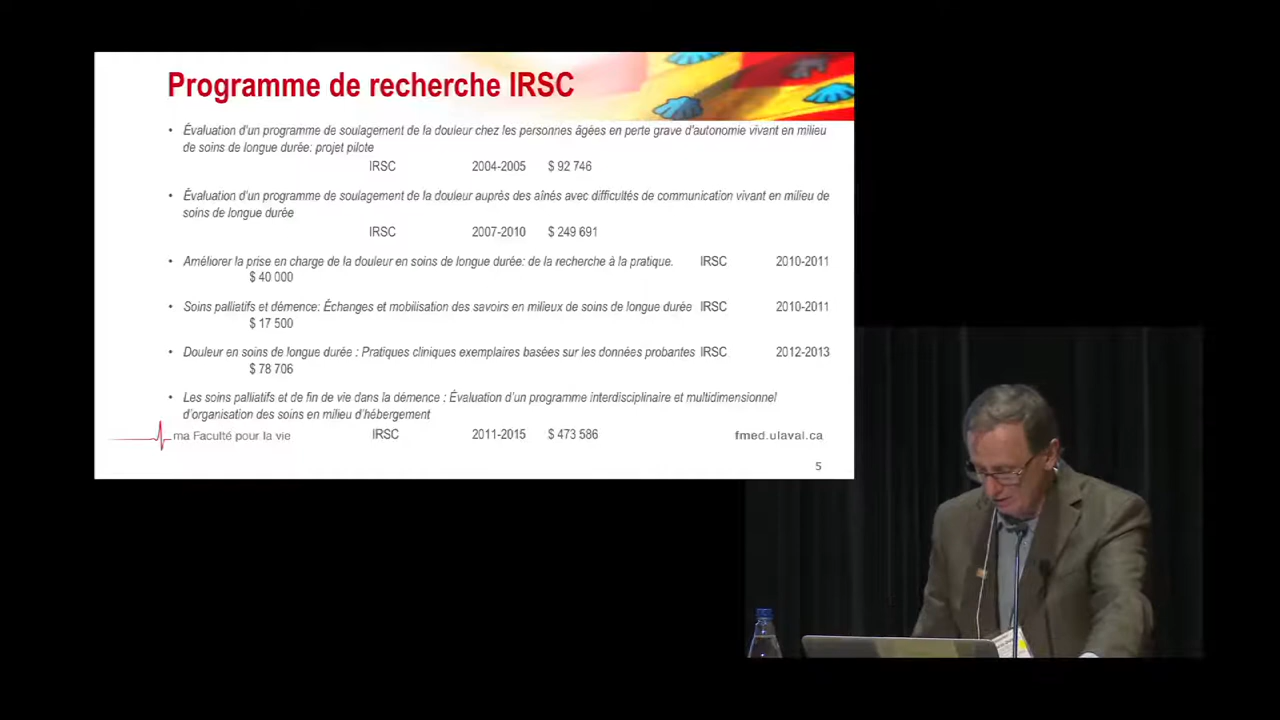 Programme de recherche IRSC
• Évaluation d'un programme de soulagement de la douleur chez les personnes âgées en perte grave d'autonomie vivant en milieu
de soins de longue durée: projet pilote
IRSC 2004-2005 $ 92 746
• Évaluation d'un programme de soulagement de la douleur auprès des aînés avec difficultés de communication vivant en milieu de
soins de longue durée
IRSC 2007-2010 $ 249 691
• Améliorer la prise en charge de la douleur en soins de longue durée: de la recherche à la pratique. IRSC 2010-2011
$ 40 000
• Soins palliatifs et démence: Échanges et mobilisation des savoirs en milieux de soins de longue durée IRSC 2010-2011
$ 17 500
• Douleur en soins de longue durée : Pratiques cliniques exemplaires basées sur les données probantes IRSC 2012-2013
$ 78 706
• Les soins palliatifs et de fin de vie dans la démence : Évaluation d'un programme interdisciplinaire et multidimensionnel
d'organisation des soins en milieu d'hébergement
IRSC 2011-2015 $ 473 586
ma Faculté pour la vie
fmed.ulaval.ca
5